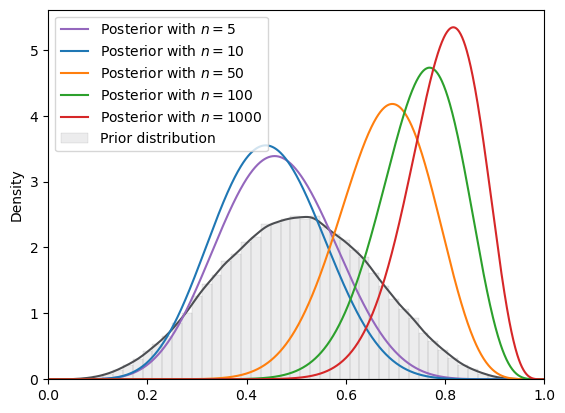 Posterior with n = 5
Posterior with n = 10
Posterior with n = 50
Posterior with n = 100
Posterior with n = 1000
Prior distribution
Density
5
4
3
2
1
0
0.0 0.2 0.4 0.6 0.8 1.0